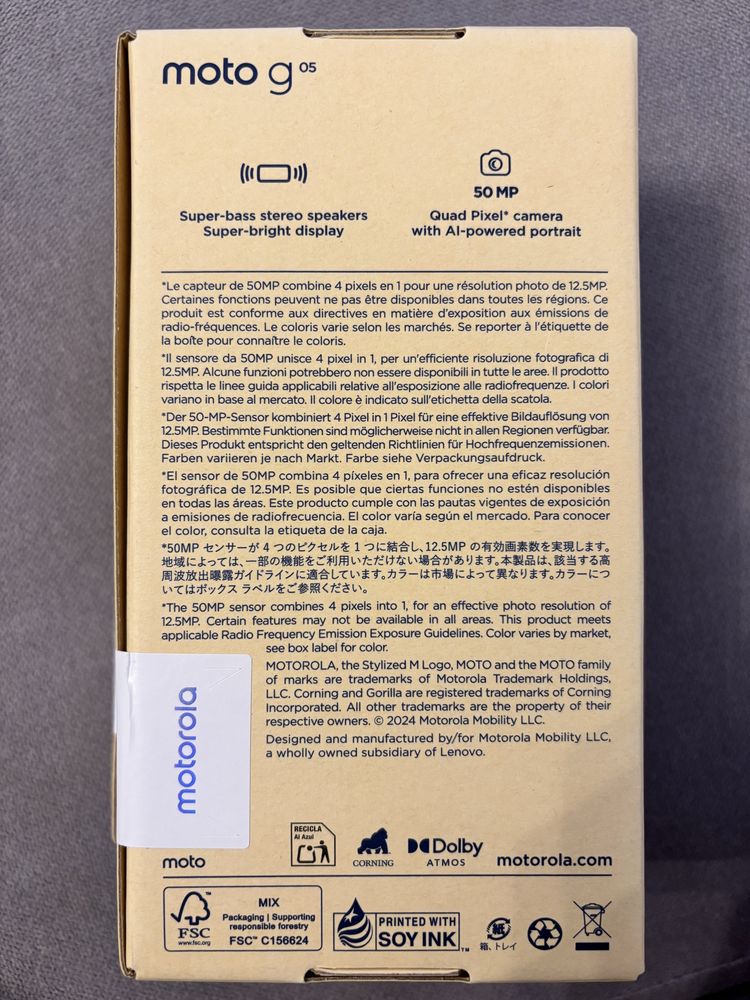 moto g 05
50 MP
Super-bass stereo speakers
Super-bright display
Quad Pixel* camera
with AI-powered portrait
*Le capteur de 50MP combine 4 pixels en 1 pour une résolution photo de 12.5MP.
Certaines fonctions peuvent ne pas être disponibles dans toutes les régions. Ce
produit est conforme aux directives en matière d'exposition aux émissions de
radio-fréquences. Le coloris varie selon les marchés. Se reporter à l'étiquette de
la boîte pour connaître le coloris.
*Il sensore da 50MP unisce 4 pixel in 1, per un'efficiente risoluzione fotografica di
12.5MP. Alcune funzioni potrebbero non essere disponibili in tutte le aree. Il prodotto
rispetta le linee guida applicabili relative all'esposizione alle radiofrequenze. I colori
variano in base al mercato. Il colore è indicato sull'etichetta della scatola.
*Der 50-MP-Sensor kombiniert 4 Pixel in 1 Pixel für eine effektive Bildauflösung von
12.5MP. Bestimmte Funktionen sind möglicherweise nicht in allen Regionen verfügbar.
Dieses Produkt entspricht den geltenden Richtlinien für Hochfrequenzemissionen.
Farben variieren je nach Markt. Farbe siehe Verpackungsaufdruck.
*El sensor de 50MP combina 4 píxeles en 1, para ofrecer una eficaz resolución
fotográfica de 12.5MP. Es posible que ciertas funciones no estén disponibles
en todas las áreas. Este producto cumple con las pautas vigentes de exposición
a emisiones de radiofrecuencia. El color varía según el mercado. Para conocer
el color, consulta la etiqueta de la caja.
*50MP センサーが 4 つのピクセルを 1 つに結合し、12.5MP の有効画素数を実現します。
地域によっては、一部の機能をご利用いただけない場合があります。本製品は、該当する高
周波放出曝露ガイドラインに適合しています。カラーは市場によって異なります。カラーにつ
いてはボックス ラベルをご参照ください。
*The 50MP sensor combines 4 pixels into 1, for an effective photo resolution of
12.5MP. Certain features may not be available in all areas. This product meets
applicable Radio Frequency Emission Exposure Guidelines. Color varies by market,
see box label for color.
MOTOROLA, the Stylized M Logo, MOTO and the MOTO family
of marks are trademarks of Motorola Trademark Holdings,
LLC. Corning and Gorilla are registered trademarks of Corning
Incorporated. All other trademarks are the property of their
respective owners. © 2024 Motorola Mobility LLC.
Designed and manufactured by/for Motorola Mobility LLC,
a wholly owned subsidiary of Lenovo.
motorola
moto
RECICLA
Al Azul
CORNING
Dolby
ATMOS
motorola.com
FSC™
www.fsc.org
MIX
Packaging | Supporting
responsible forestry
FSC™ C156624
PRINTED WITH
SOY INK™
紙
箱、トレイ